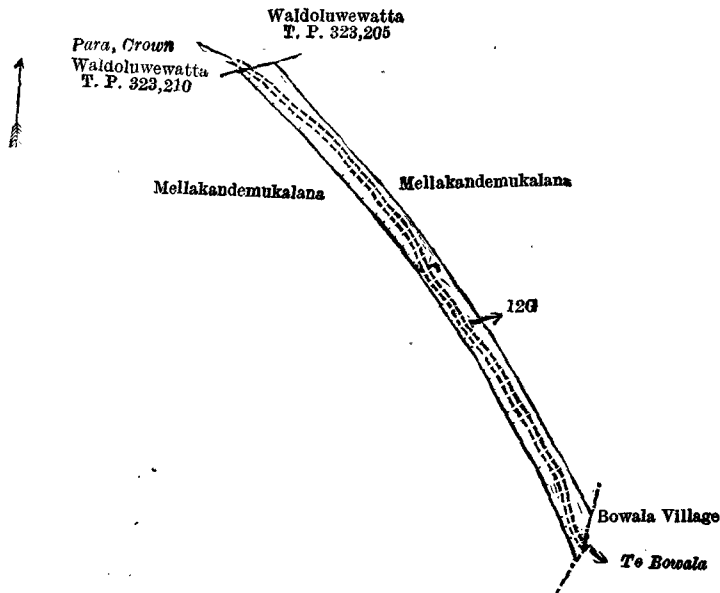 Waldoluwewatta
T. P. 323,205
Para, Crown
Waldoluwewatta
T. P. 323,210
Mellakandemukalana
Mellakandemukalana
12G
Bowala Village
To Bowala